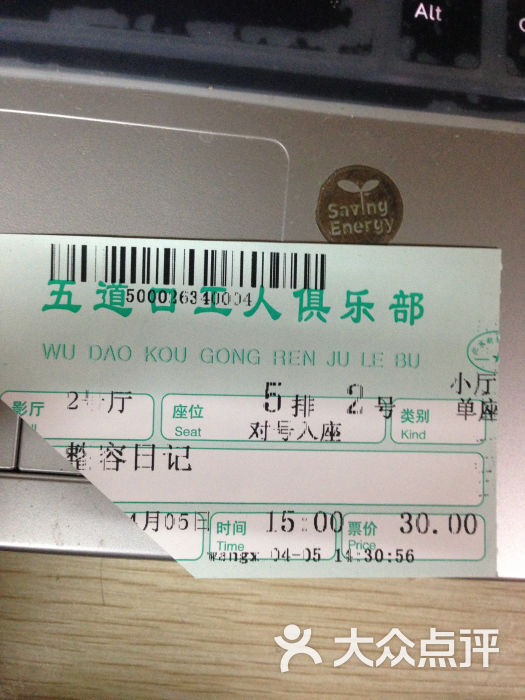 Alt
Saving
Energy
500026340004
五道口工人俱乐部
WU DAO KOU GONG REN JU LE BU
小厅
影厅 2号厅 座位 Seat 5排 2号 类别 Kind 单座
对号入座
整容日记
4月05日 时间 Time 15:00 票价 Price 30.00
wangx 04-05 14:30:56
大众点评